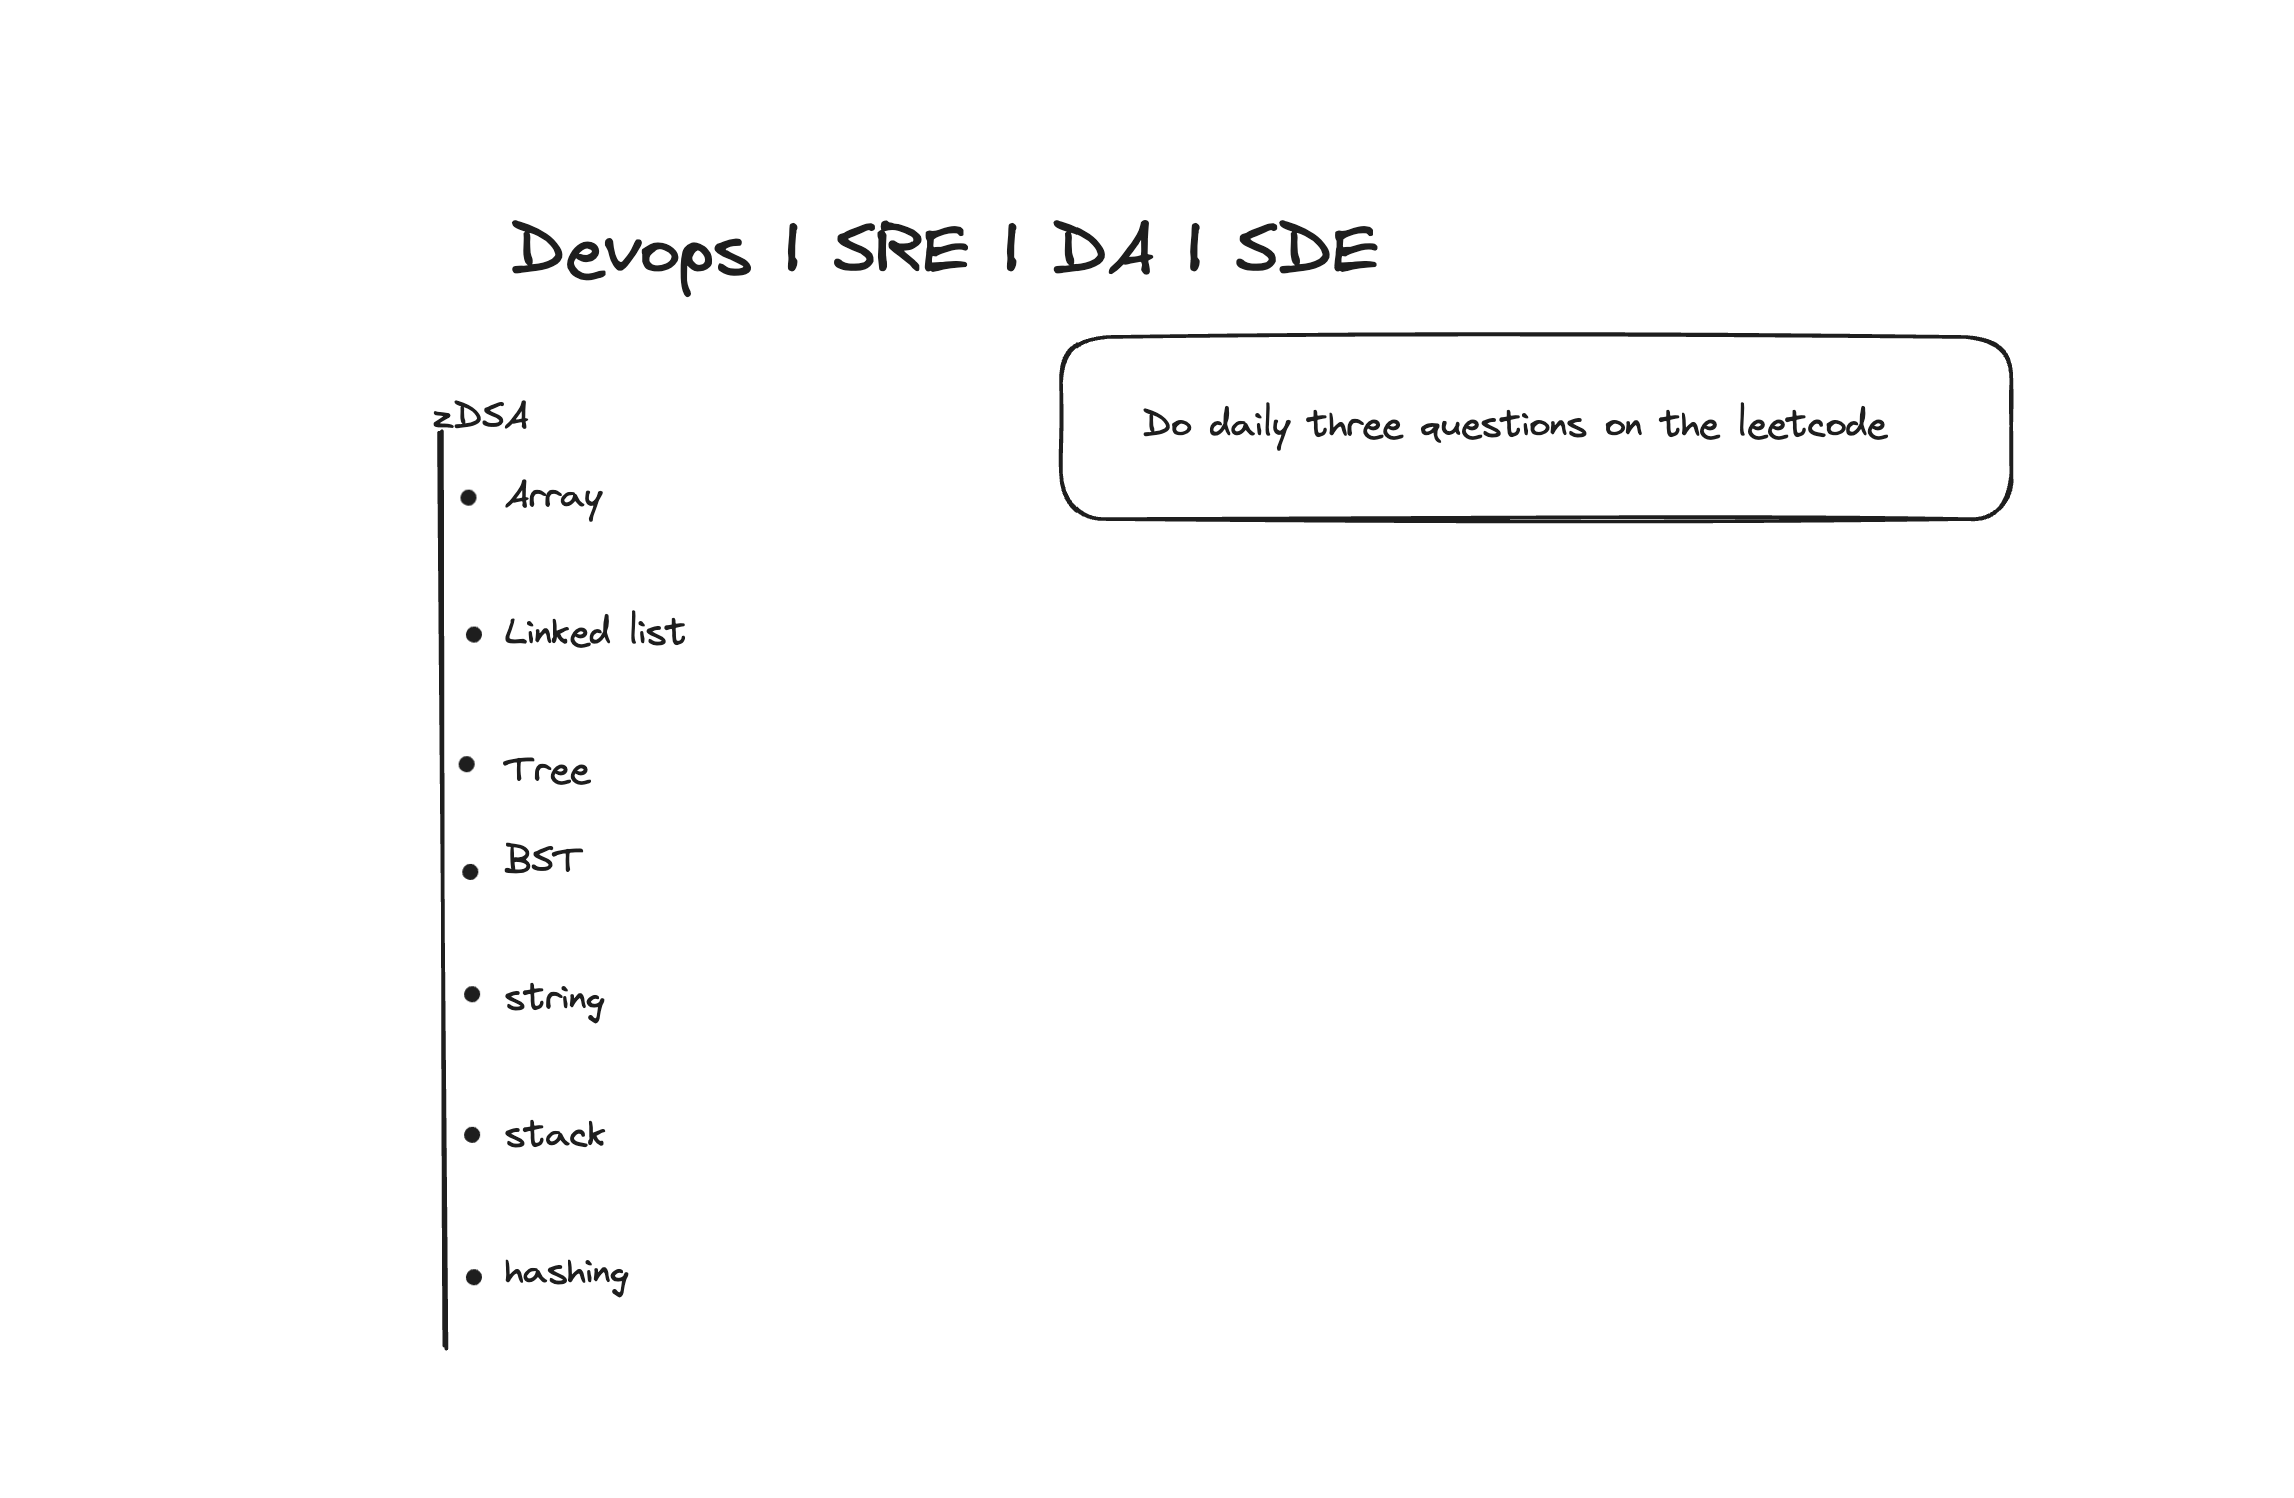 Devops | SRE | DA | SDE
zDSA
Do daily three questions on the leetcode
• Array
• Linked list
• Tree
• BST
• string
• stack
• hashing